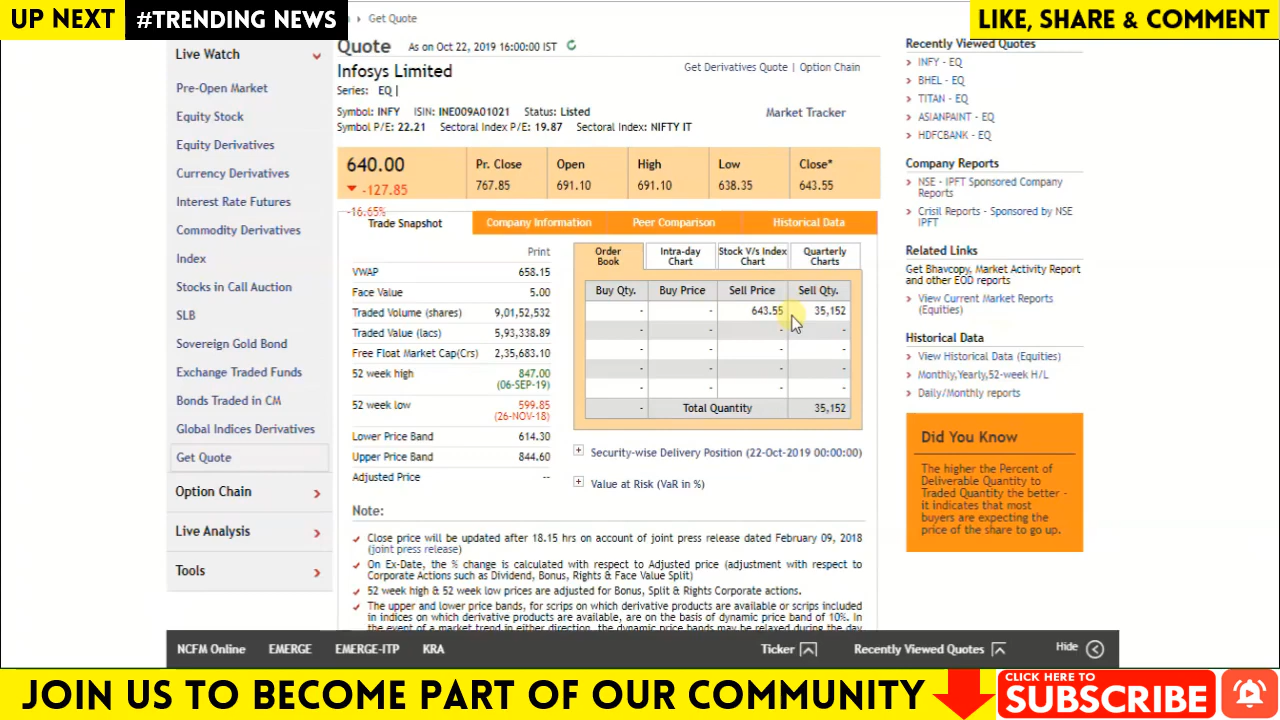 UP NEXT
#TRENDING NEWS
Get Quote
LIKE, SHARE & COMMENT
Live Watch
Pre-Open Market
Equity Stock
Equity Derivatives
Currency Derivatives
Interest Rate Futures
Commodity Derivatives
Index
Stocks in Call Auction
SLB
Sovereign Gold Bond
Exchange Traded Funds
Bonds Traded in CM
Global Indices Derivatives
Get Quote
Option Chain
Live Analysis
Tools
Quote As on Oct 22, 2019 16:00:00 IST
Infosys Limited
Get Derivatives Quote | Option Chain
Series: EQ |
Symbol: INFY ISIN: INE009A01021 Status: Listed
Market Tracker
Symbol P/E: 22.21 Sectoral Index P/E: 19.87 Sectoral Index: NIFTY IT
640.00 Pr. Close Open High Low Close*
-127.85 767.85 691.10 691.10 638.35 643.55
-16.65%
Trade Snapshot Company Information Peer Comparison Historical Data
Print
VWAP 658.15
Face Value 5.00
Traded Volume (shares) 9,01,52,532
Traded Value (lacs) 5,93,338.89
Free Float Market Cap(Crs) 2,35,683.10
52 week high 847.00
(06-SEP-19)
52 week low 599.85
(26-NOV-18)
Lower Price Band 614.30
Upper Price Band 844.60
Adjusted Price --
Order Book
Intra-day Chart
Stock V/s Index Chart
Quarterly Charts
Buy Qty. Buy Price Sell Price Sell Qty.
- - 643.55 35,152
- - - -
- - - -
- - - -
- - - -
- Total Quantity 35,152
Security-wise Delivery Position (22-Oct-2019 00:00:00)
Value at Risk (VaR in %)
Note:
Close price will be updated after 18.15 hrs on account of joint press release dated February 09, 2018
(joint press release)
On Ex-Date, the % change is calculated with respect to Adjusted price (adjustment with respect to
Corporate Actions such as Dividend, Bonus, Rights & Face Value Split)
52 week high & 52 week low prices are adjusted for Bonus, Split & Rights Corporate actions.
The upper and lower price bands, for scrips on which derivative products are available or scrips included
in indices on which derivative products are available, are on the basis of dynamic price band of 10%. In
the event of a market trend in either direction, the dynamic price bands may be relaxed during the day
Recently Viewed Quotes
INFY - EQ
BHEL - EQ
TITAN - EQ
ASIANPAINT - EQ
HDFCBANK - EQ
Company Reports
NSE - IPFT Sponsored Company
Reports
Crisil Reports - Sponsored by NSE
IPFT
Related Links
Get Bhavcopy, Market Activity Report
and other EOD reports
View Current Market Reports
(Equities)
Historical Data
View Historical Data (Equities)
Monthly,Yearly,52-week H/L
Daily/Monthly reports
Did You Know
The higher the Percent of
Deliverable Quantity to
Traded Quantity the better -
it indicates that most
buyers are expecting the
price of the share to go up.
NCFM Online EMERGE EMERGE-ITP KRA Ticker Recently Viewed Quotes Hide
JOIN US TO BECOME PART OF OUR COMMUNITY
CLICK HERE TO
SUBSCRIBE